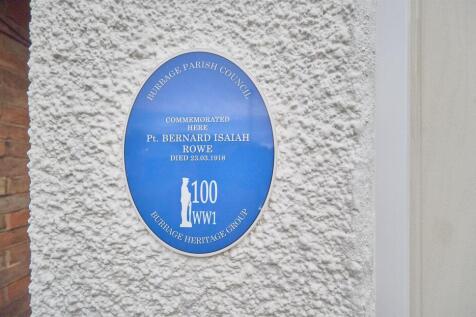 BURBAGE PARISH COUNCIL
COMMEMORATED
HERE
Pt. BERNARD ISAIAH
ROWE
DIED 23.03.1918
100
WW1
BURBAGE HERITAGE GROUP